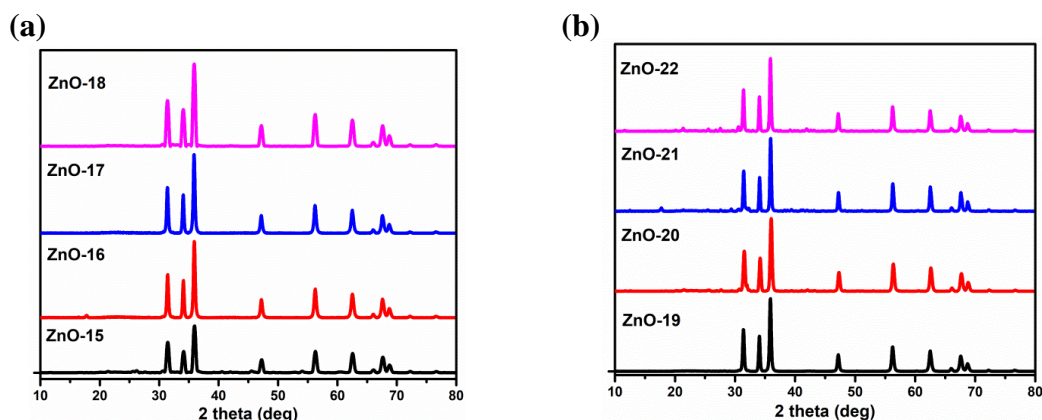 (a)
ZnO-18
ZnO-17
ZnO-16
ZnO-15
10 20 30 40 50 60 70 80
2 theta (deg)
(b)
ZnO-22
ZnO-21
ZnO-20
ZnO-19
10 20 30 40 50 60 70 80
2 theta (deg)